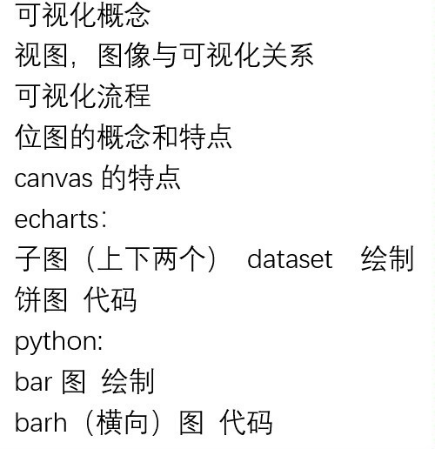 可视化概念
视图，图像与可视化关系
可视化流程
位图的概念和特点
canvas 的特点
echarts:
子图（上下两个） dataset 绘制
饼图 代码
python:
bar 图 绘制
barh（横向）图 代码